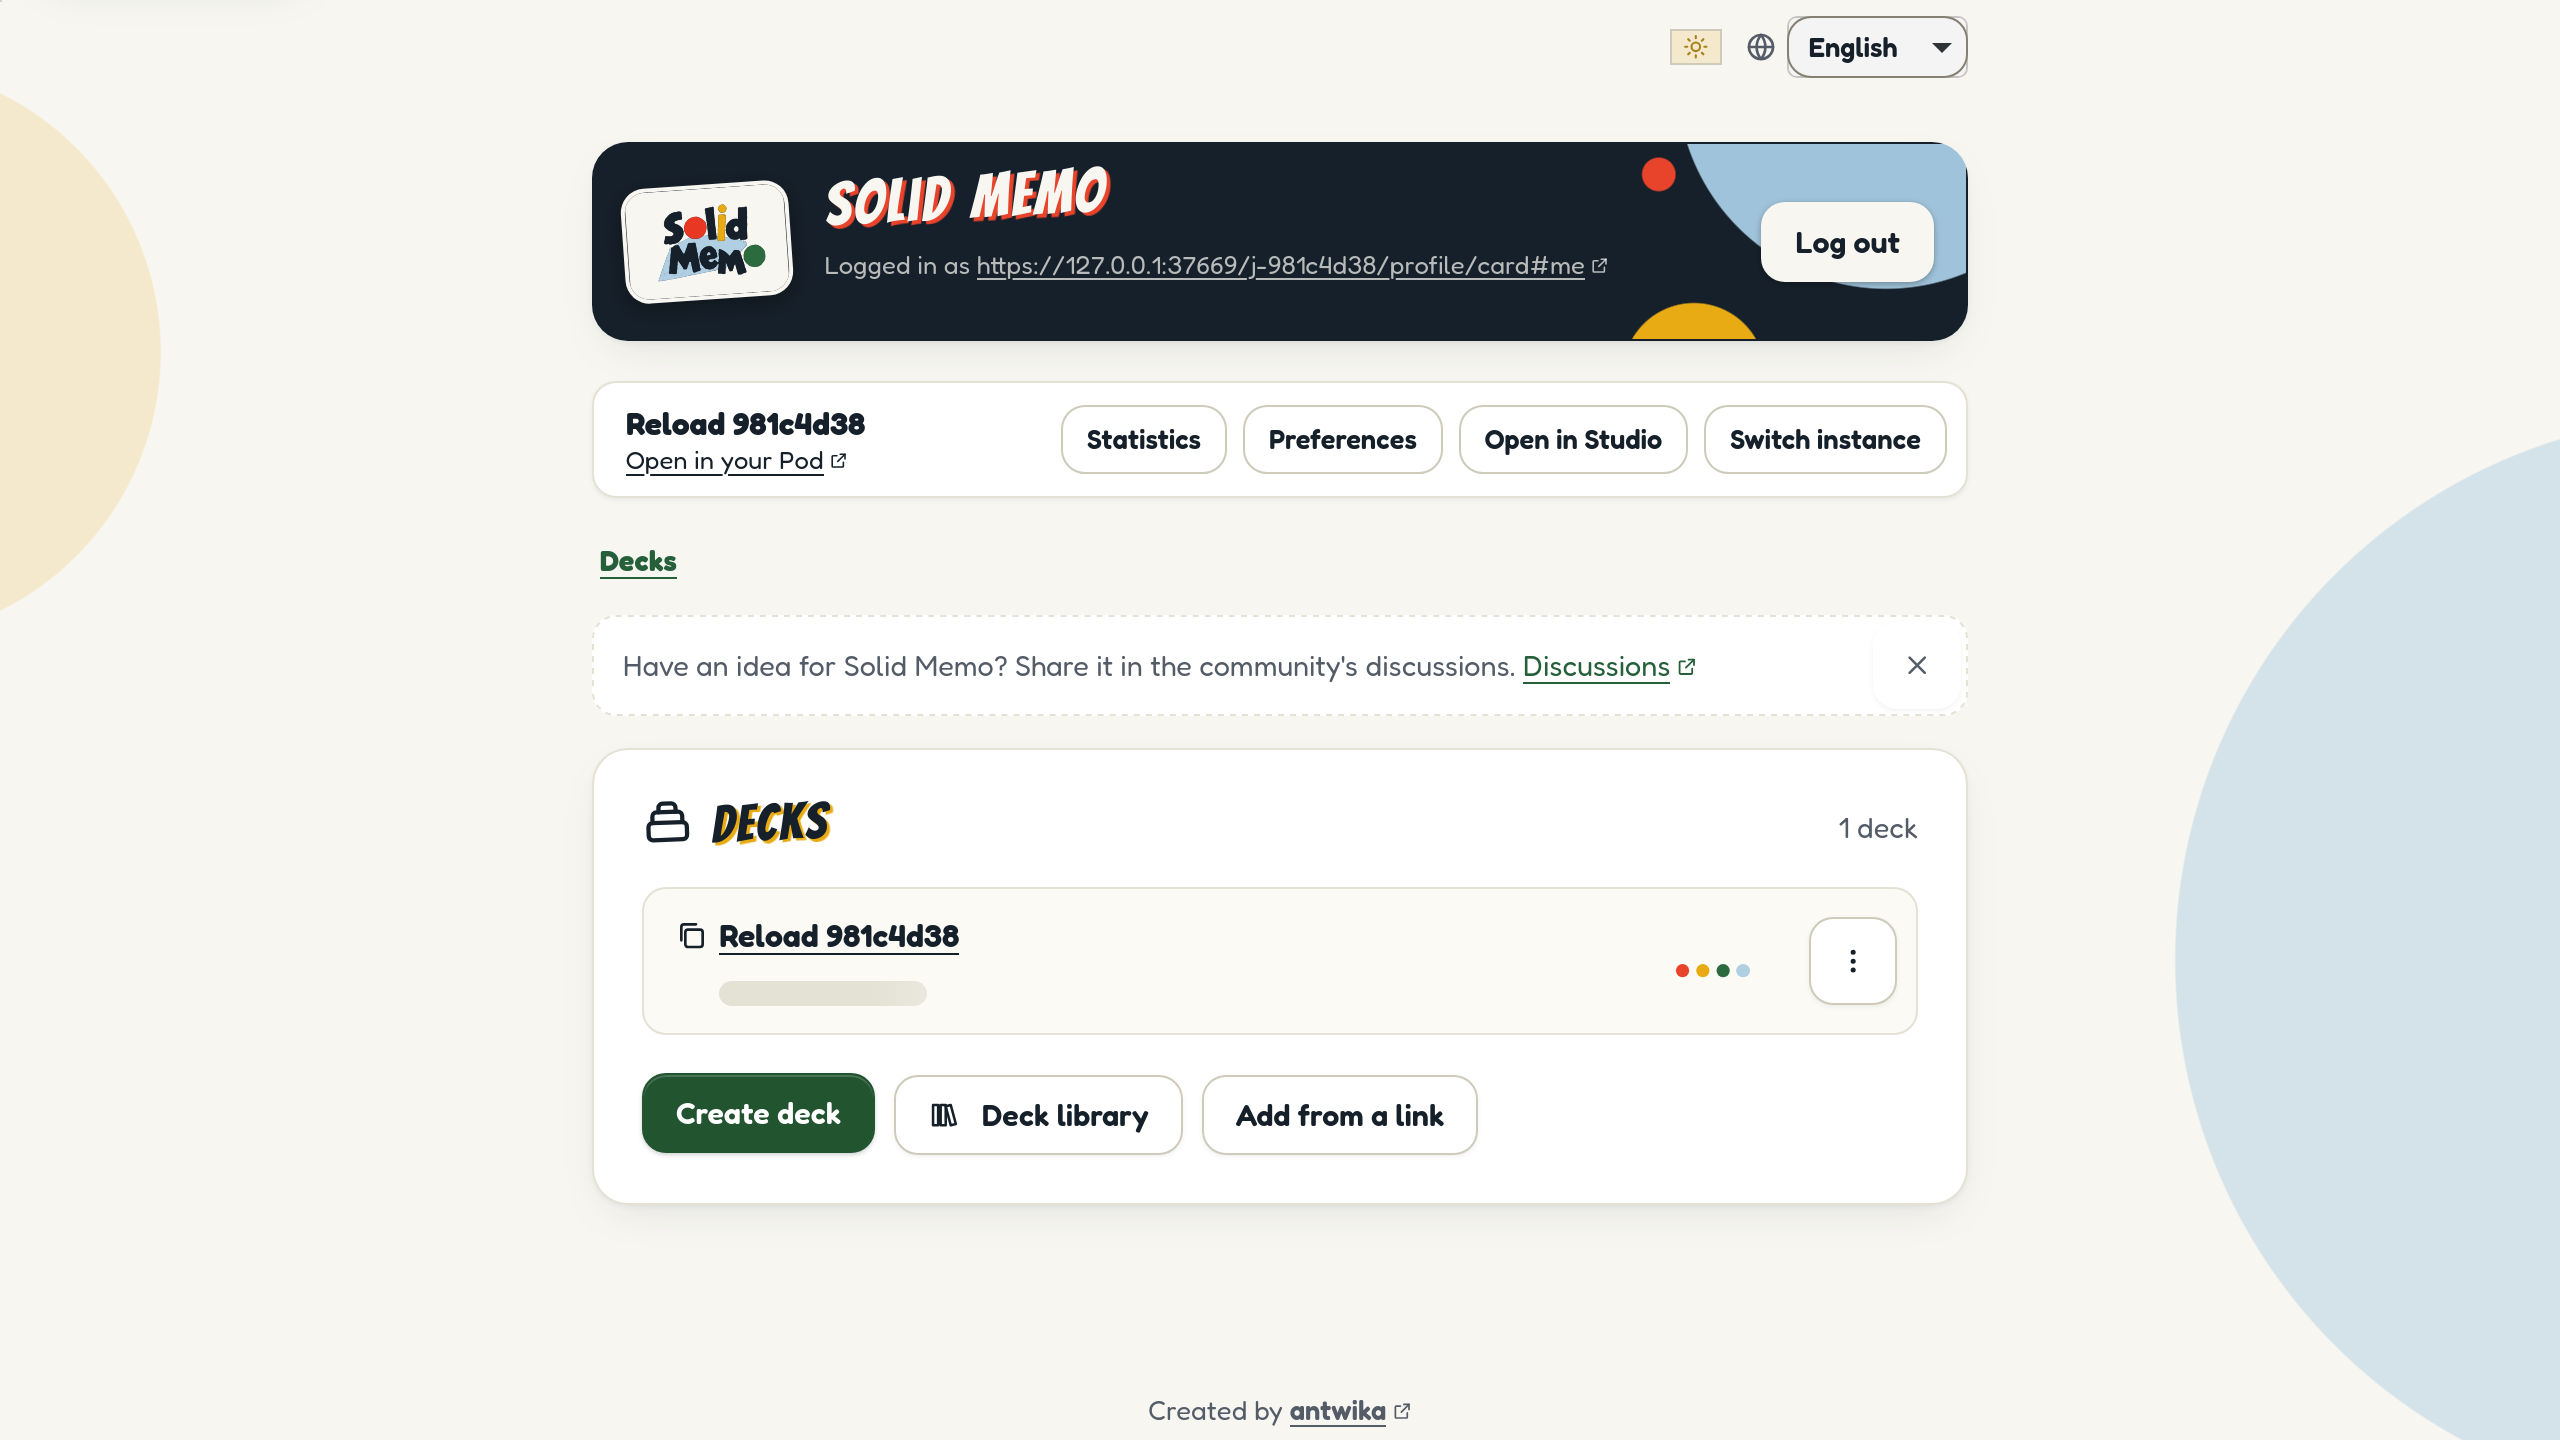 English
Solid
Memo
SOLID MEMO
Logged in as https://127.0.0.1:37669/j-981c4d38/profile/card#me
Log out
Reload 981c4d38
Open in your Pod
Statistics
Preferences
Open in Studio
Switch instance
Decks
Have an idea for Solid Memo? Share it in the community's discussions. Discussions
DECKS
1 deck
Reload 981c4d38
Create deck
Deck library
Add from a link
Created by antwika